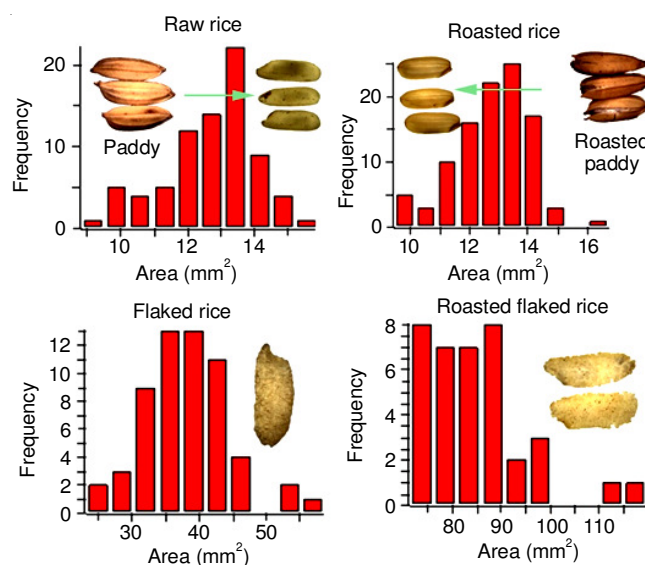 Raw rice
Frequency
20
10
0
Paddy
10
12
14
Area (mm2)
Roasted rice
Frequency
20
10
0
Roasted
paddy
10
12
14
16
Area (mm2)
Flaked rice
Frequency
12
10
8
6
4
2
0
30
40
50
Area (mm2)
Roasted flaked rice
Frequency
8
6
4
2
0
80
90
100
110
Area (mm2)